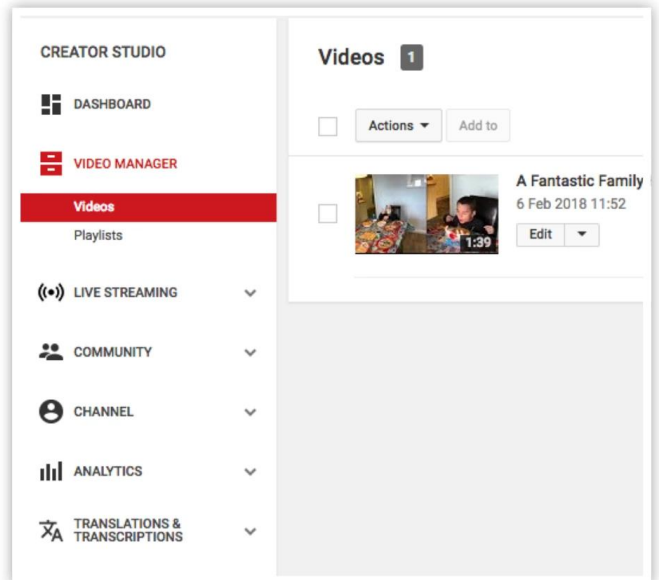 CREATOR STUDIO
DASHBOARD
VIDEO MANAGER
Videos
Playlists
LIVE STREAMING
COMMUNITY
CHANNEL
ANALYTICS
TRANSLATIONS &
TRANSCRIPTIONS
Videos 1
Actions Add to
A Fantastic Family
6 Feb 2018 11:52
Edit
1:39